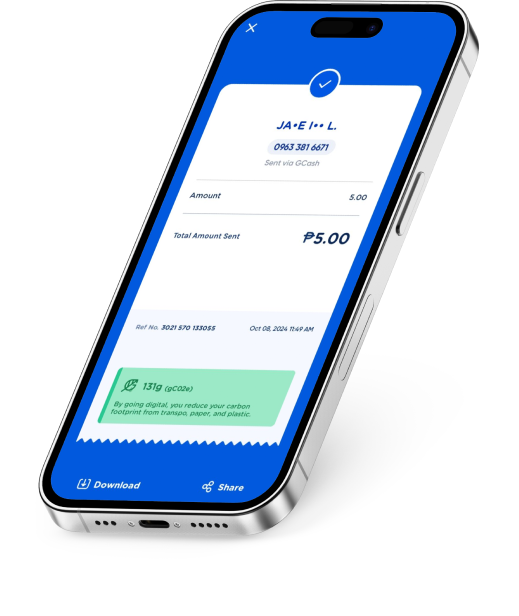 JA•E I•• L.
0963 381 6671
Sent via GCash
Amount 5.00
Total Amount Sent ₱5.00
Ref No. 3021 570 133055 Oct 08, 2024 11:49 AM
131g (gCO2e)
By going digital, you reduce your carbon
footprint from transpo, paper, and plastic.
Download Share